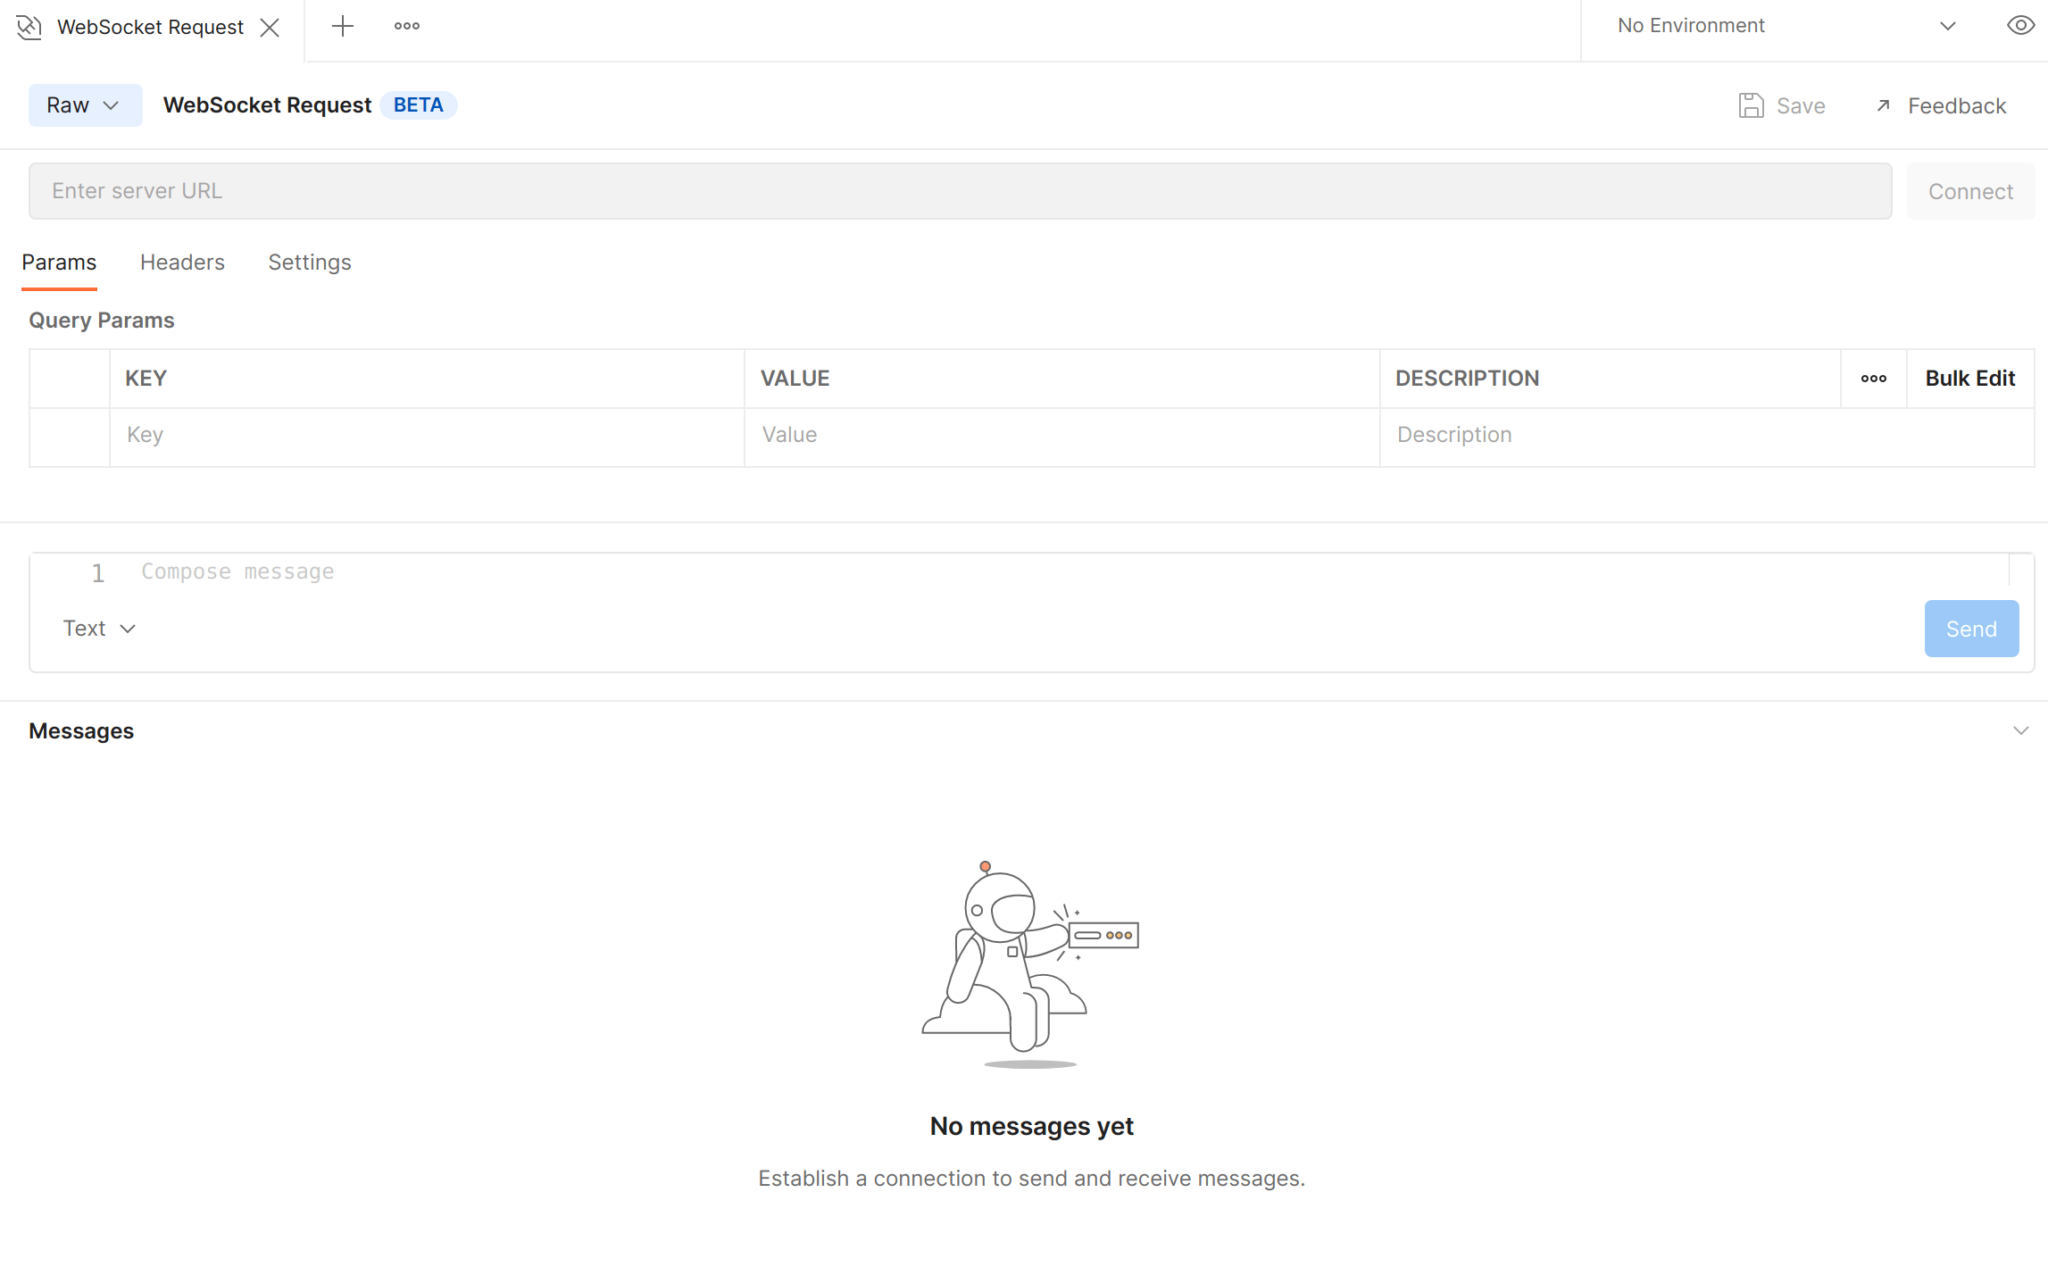 WebSocket Request
No Environment
Raw
WebSocket Request BETA
Save
Feedback
Enter server URL
Connect
Params Headers Settings
Query Params
KEY VALUE DESCRIPTION Bulk Edit
Key Value Description
1 Compose message
Text
Send
Messages
No messages yet
Establish a connection to send and receive messages.